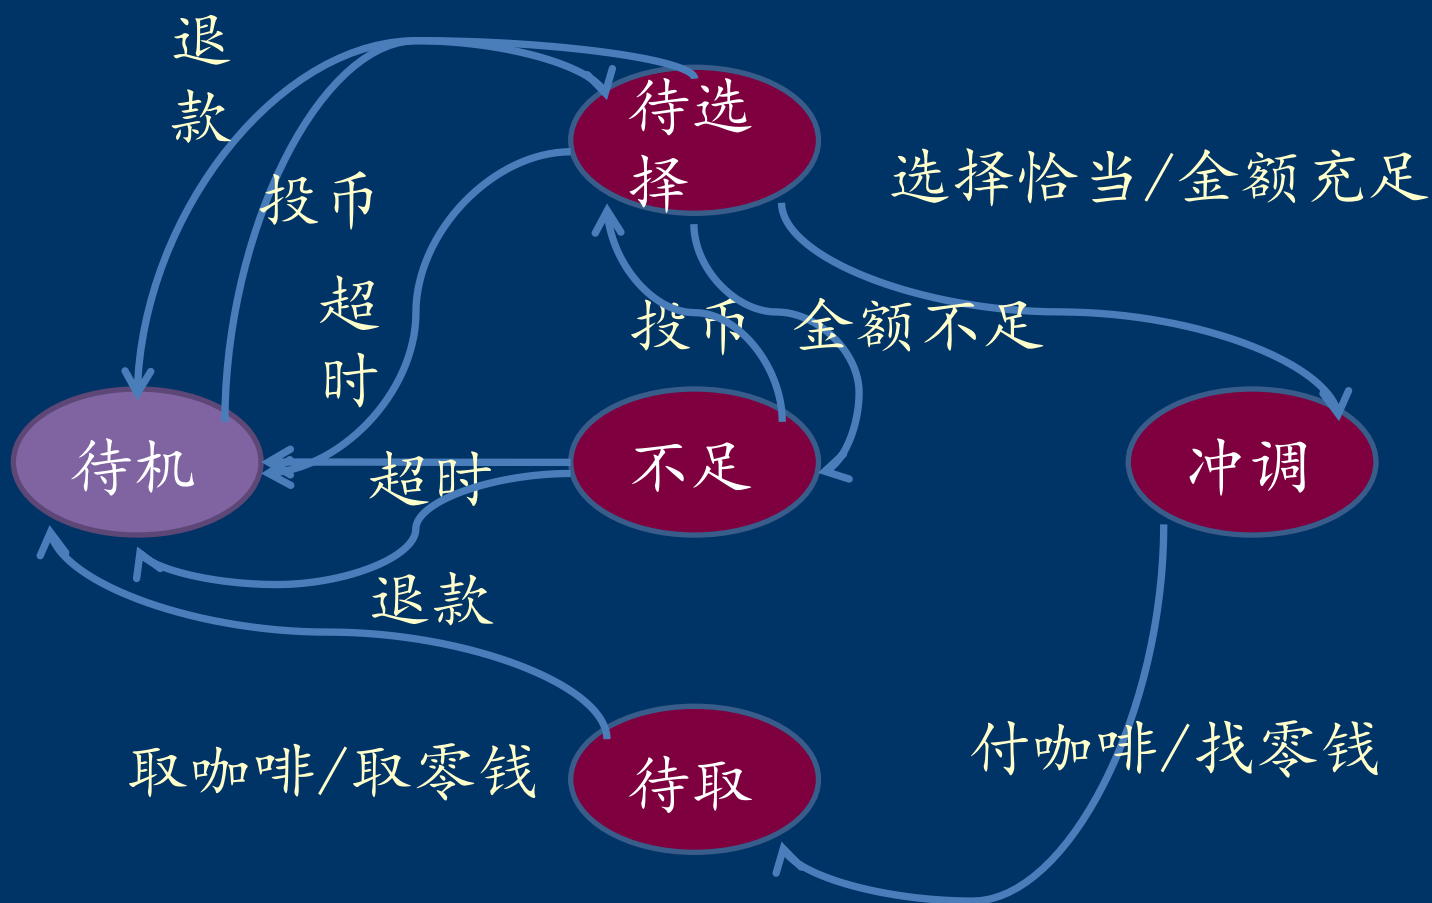 退
款
待选
择
选择恰当/金额充足
投币
超
时
投币
金额不足
待机
超时
不足
冲调
退款
取咖啡/取零钱
待取
付咖啡/找零钱